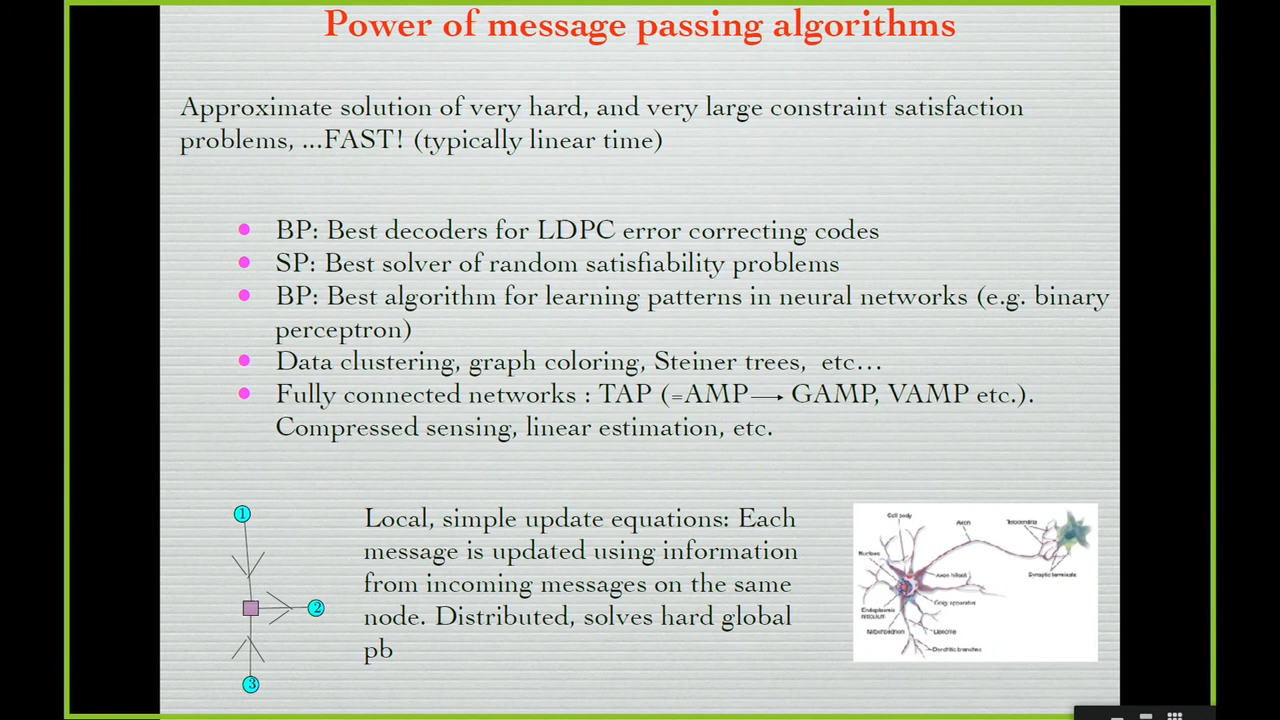 Power of message passing algorithms
Approximate solution of very hard, and very large constraint satisfaction
problems, ...FAST! (typically linear time)
BP: Best decoders for LDPC error correcting codes
SP: Best solver of random satisfiability problems
BP: Best algorithm for learning patterns in neural networks (e.g. binary
perceptron)
Data clustering, graph coloring, Steiner trees, etc...
Fully connected networks : TAP (=AMP → GAMP, VAMP etc.).
Compressed sensing, linear estimation, etc.
1
2
3
Local, simple update equations: Each
message is updated using information
from incoming messages on the same
node. Distributed, solves hard global
pb
Cell body
Axon
Telodendria
Nucleus
Axon hillock
Synaptic terminals
Golgi apparatus
Endoplasmic
reticulum
Mitochondrion
Dendrite
Dendritic branches